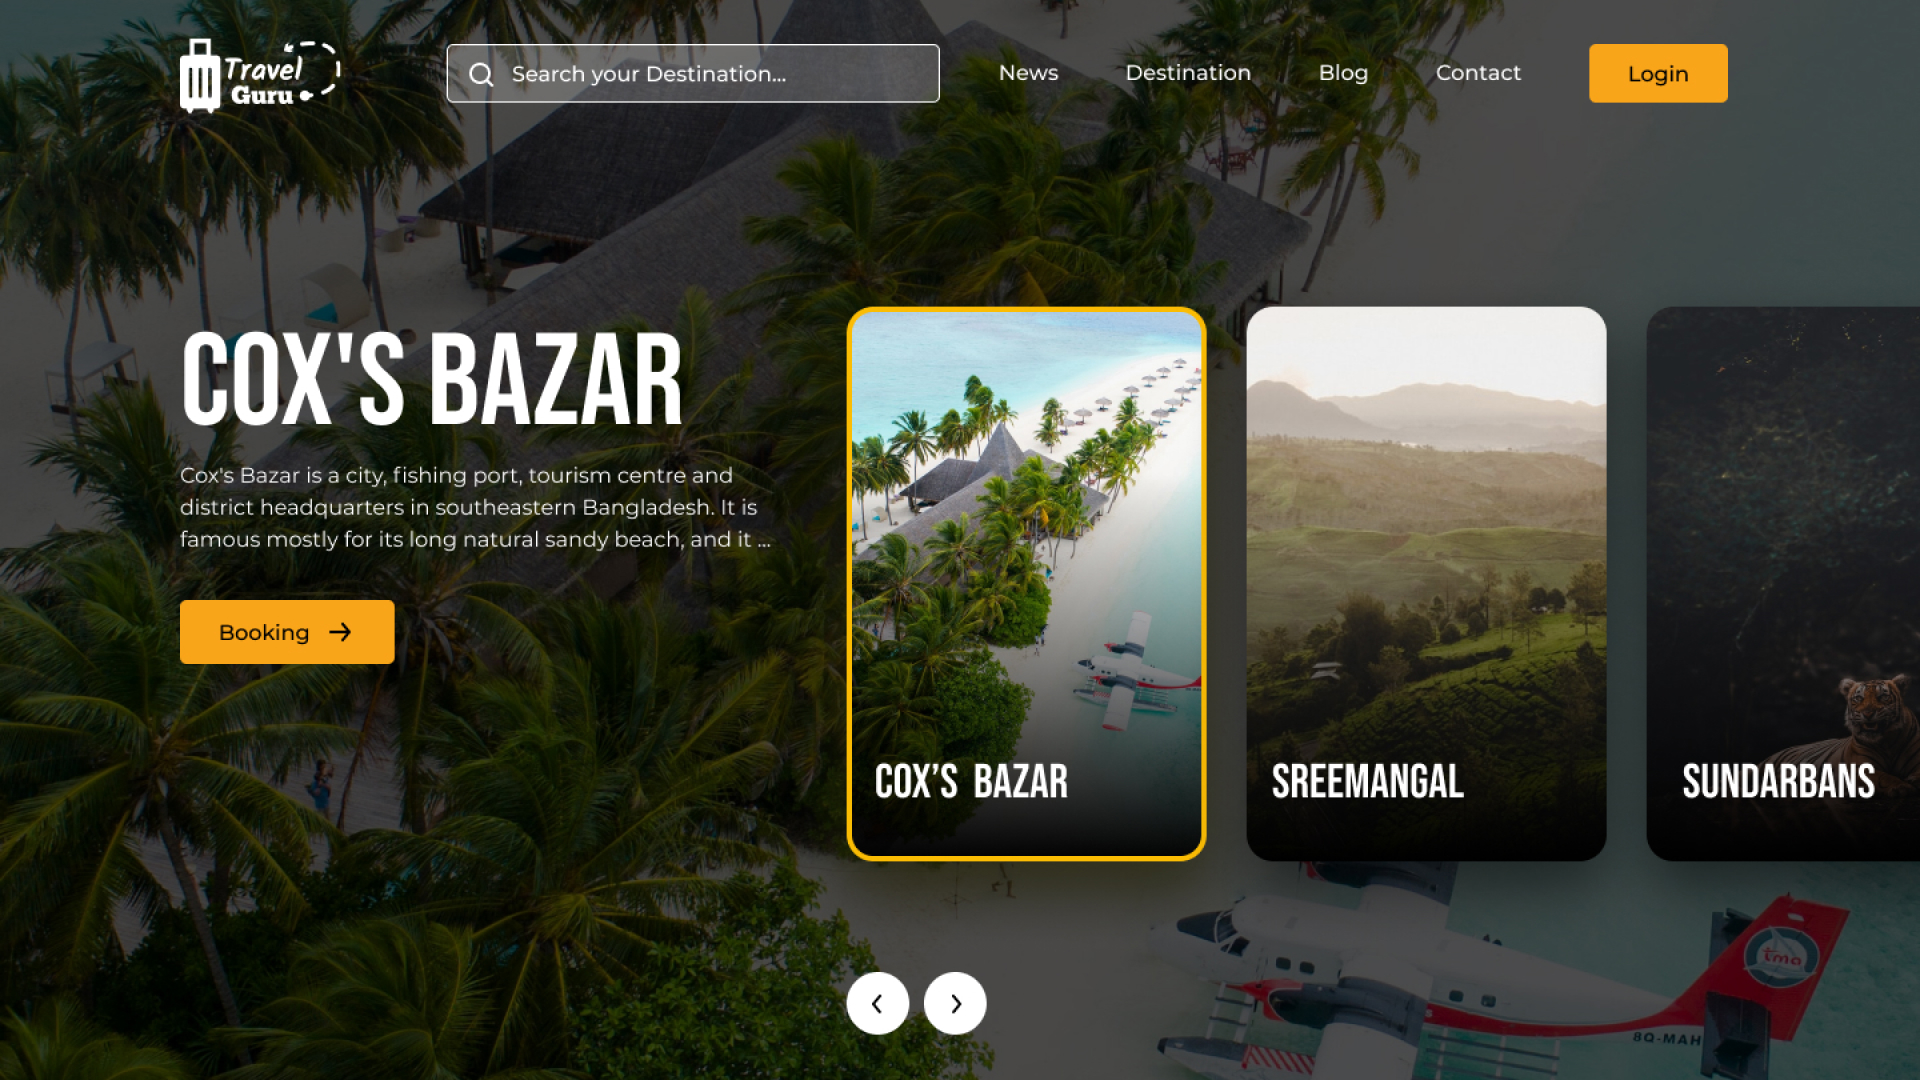 Travel
Guru
Search your Destination...
News
Destination
Blog
Contact
Login
COX'S BAZAR
Cox's Bazar is a city, fishing port, tourism centre and
district headquarters in southeastern Bangladesh. It is
famous mostly for its long natural sandy beach, and it ...
Booking
COX’S BAZAR
SREEMANGAL
SUNDARBANS
tma
8Q-MAH